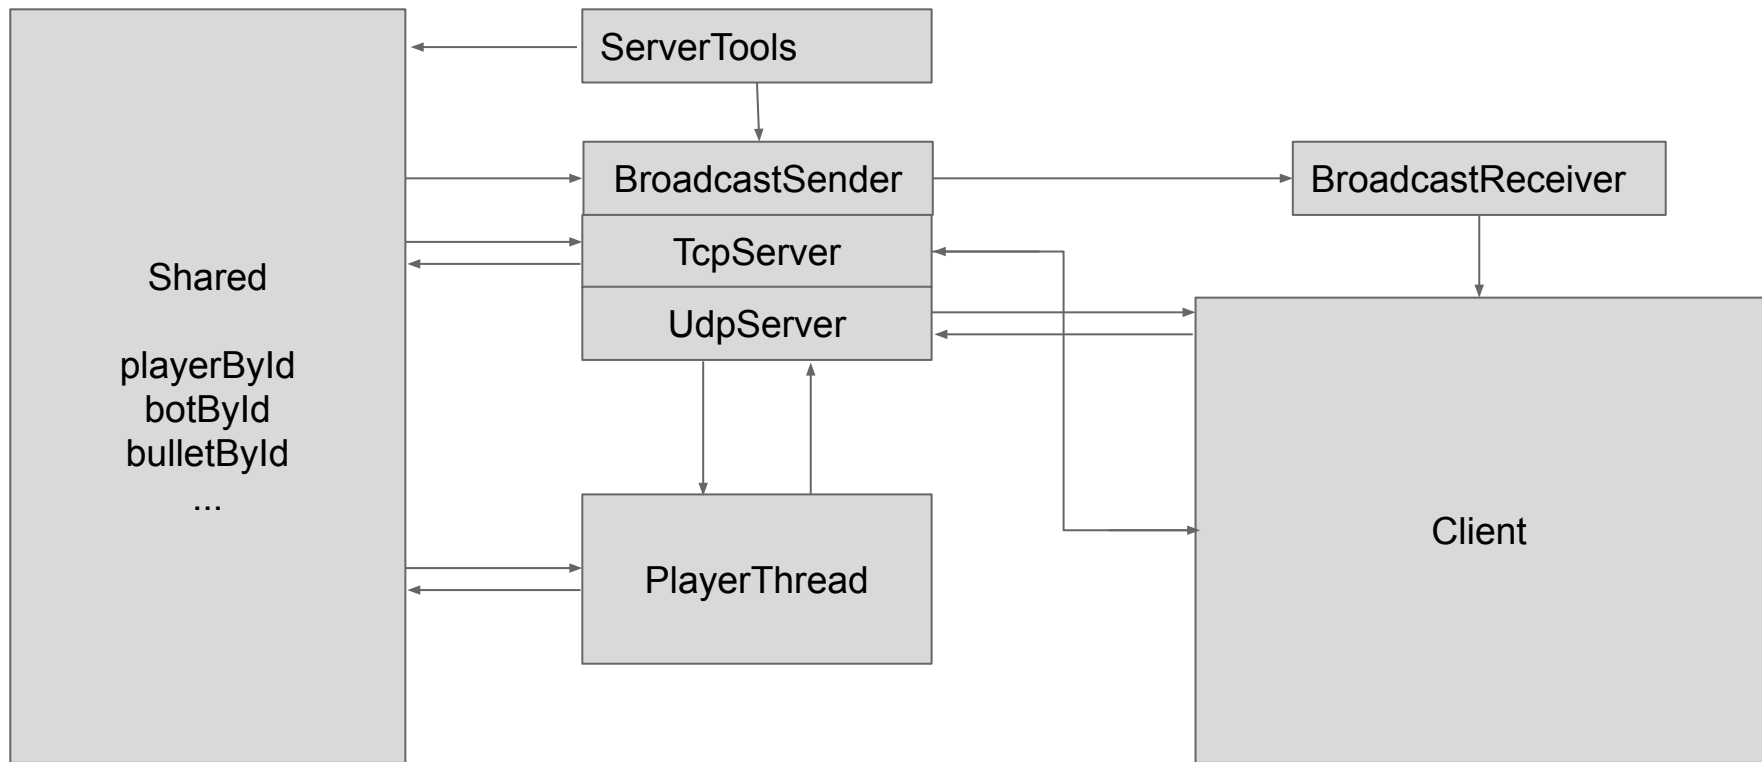 ServerTools
BroadcastSender
BroadcastReceiver
TcpServer
UdpServer
Shared
playerById
botById
bulletById
...
Client
PlayerThread